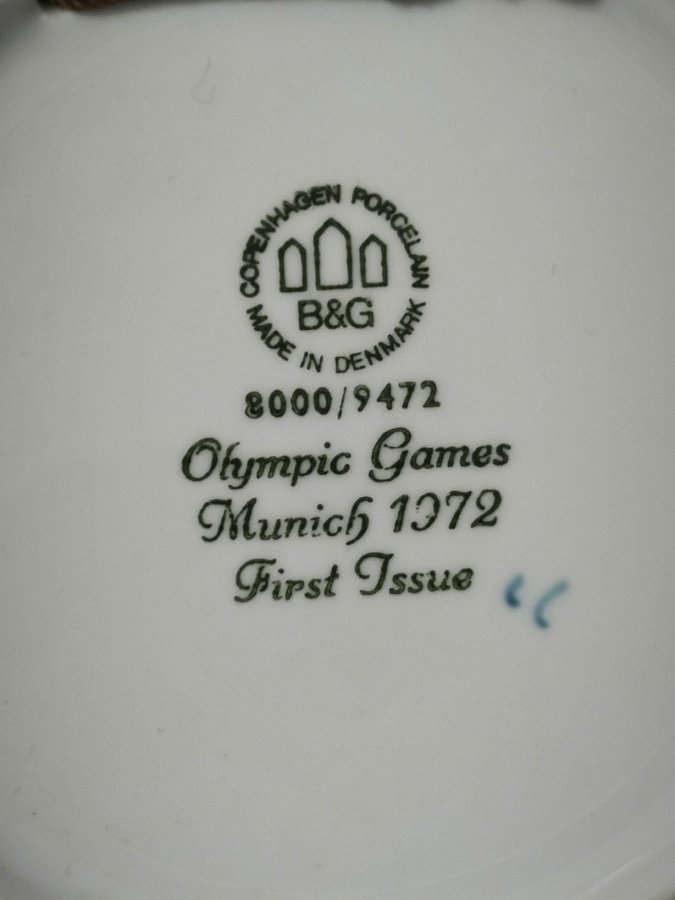 COPENHAGEN PORCELAIN
B&G
MADE IN DENMARK
8000/9472
Olympic Games
Munich 1972
First Issue